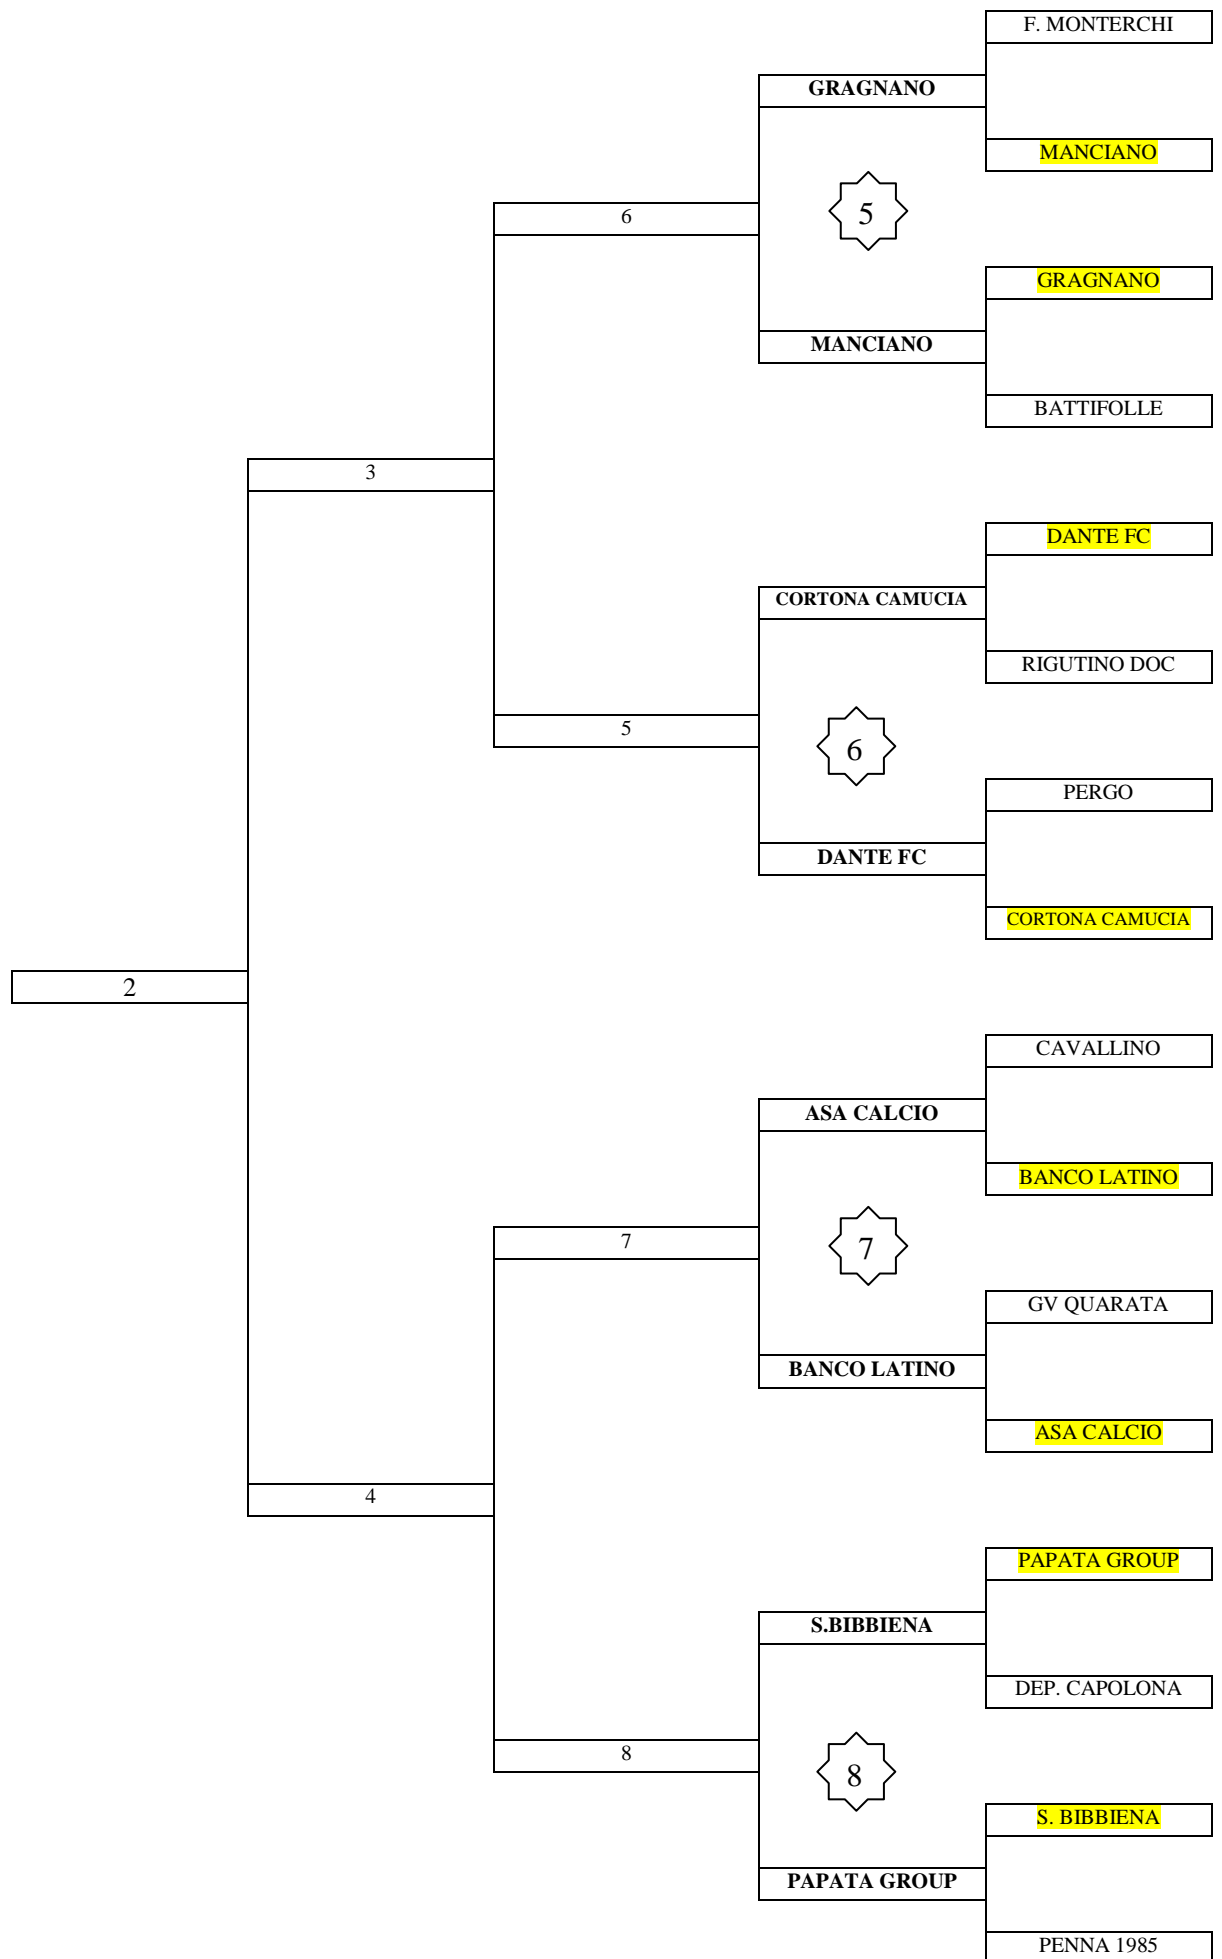 F. MONTERCHI
GRAGNANO
MANCIANO
6
5
GRAGNANO
MANCIANO
BATTIFOLLE
3
DANTE FC
CORTONA CAMUCIA
RIGUTINO DOC
5
6
PERGO
DANTE FC
CORTONA CAMUCIA
2
CAVALLINO
ASA CALCIO
BANCO LATINO
7
7
GV QUARATA
BANCO LATINO
ASA CALCIO
4
PAPATA GROUP
S.BIBBIENA
DEP. CAPOLONA
8
8
S. BIBBIENA
PAPATA GROUP
PENNA 1985